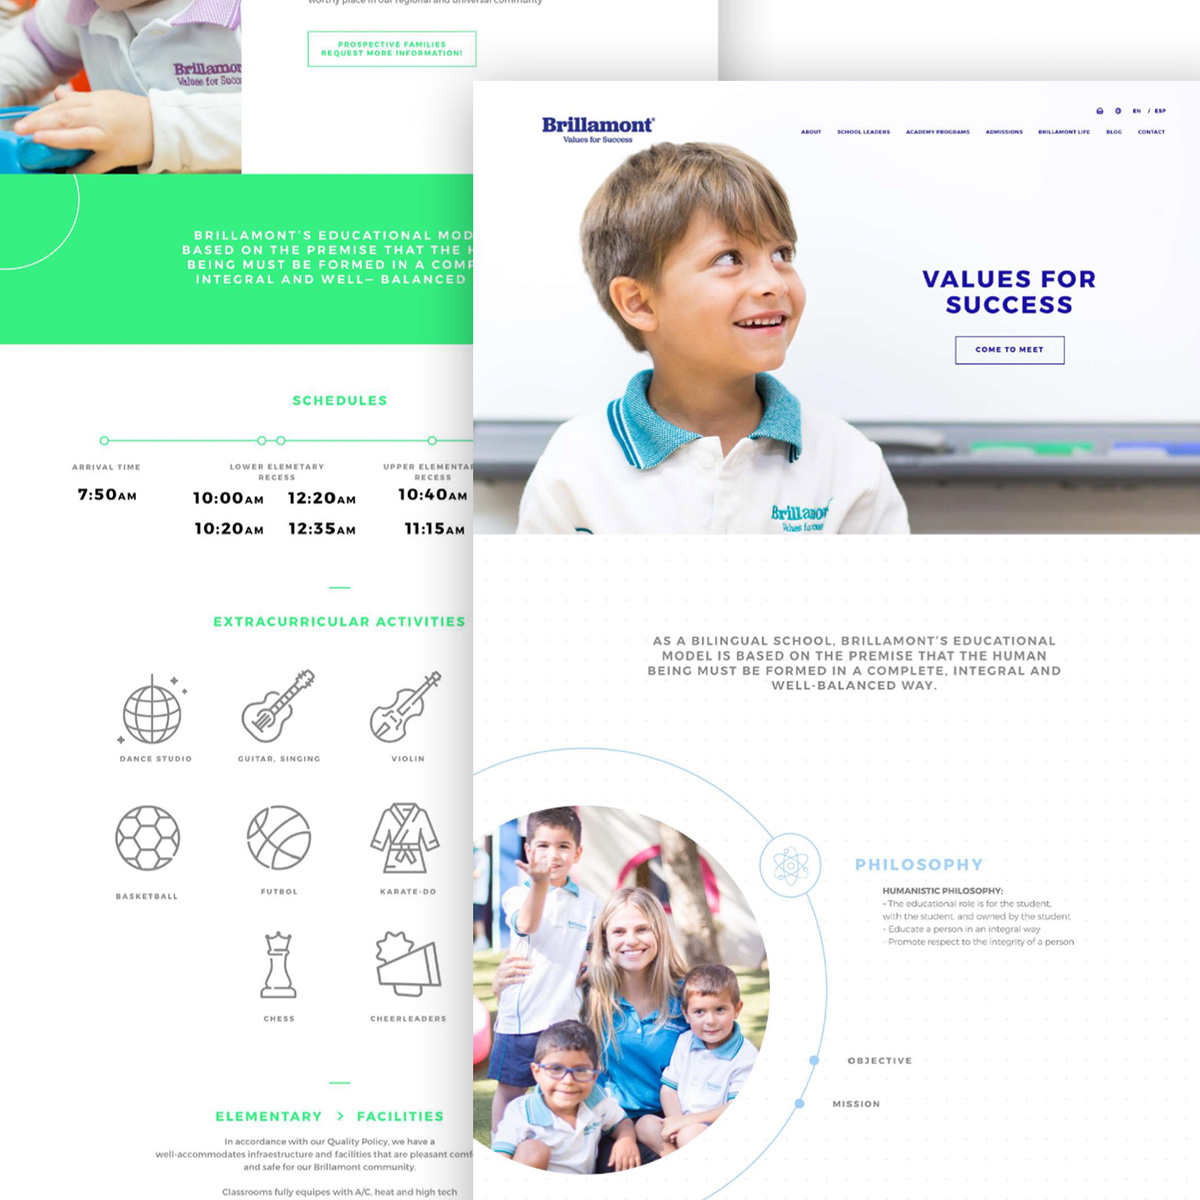 worthy place in our regional and universal community
PROSPECTIVE FAMILIES
REQUEST MORE INFORMATION!
Brillamon
Values for Succe
BRILLAMONT'S EDUCATIONAL MOD
BASED ON THE PREMISE THAT THE H
BEING MUST BE FORMED IN A COMP
INTEGRAL AND WELL— BALANCED
SCHEDULES
ARRIVAL TIME
7:50AM
LOWER ELEMETARY
RECESS
10:00AM 12:20AM
10:20AM 12:35AM
UPPER ELEMENTAR
RECESS
10:40AM
11:15AM
EXTRACURRICULAR ACTIVITIES
DANCE STUDIO
GUITAR, SINGING
VIOLIN
BASKETBALL
FUTBOL
KARATE-DO
CHESS
CHEERLEADERS
ELEMENTARY > FACILITIES
In accordance with our Quality Policy, we have a
well-accommodates infrastructure and facilities that are pleasant comf
and safe for our Brillamont community.
Classrooms fully equipes with A/C, heat and high tech
Brillamont®
Values for Success
EN / ESP
ABOUT SCHOOL LEADERS ACADEMY PROGRAMS ADMISSIONS BRILLAMONT LIFE BLOG CONTACT
VALUES FOR
SUCCESS
COME TO MEET
Brillamont
Values for Success
AS A BILINGUAL SCHOOL, BRILLAMONT'S EDUCATIONAL
MODEL IS BASED ON THE PREMISE THAT THE HUMAN
BEING MUST BE FORMED IN A COMPLETE, INTEGRAL AND
WELL-BALANCED WAY.
PHILOSOPHY
HUMANISTIC PHILOSOPHY:
- The educational role is for the student,
with the student, and owned by the student
- Educate a person in an integral way
- Promote respect to the integrity of a person
OBJECTIVE
MISSION